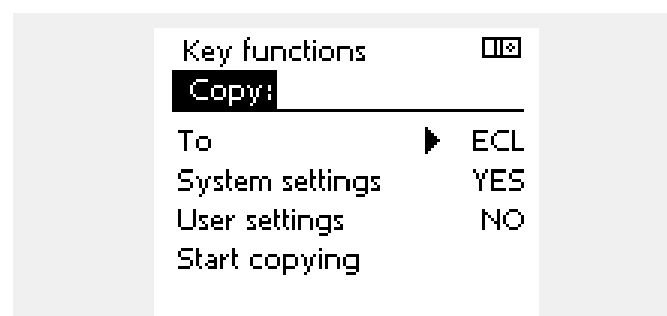 Key functions
Copy:
To ECL
System settings YES
User settings NO
Start copying